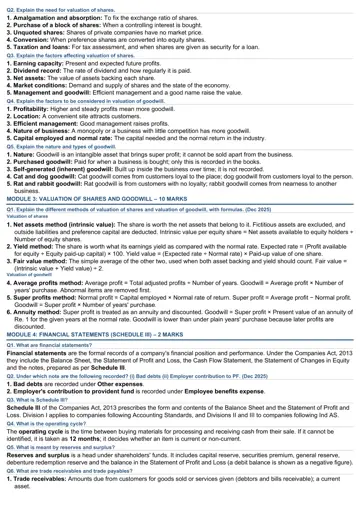 Q2. Explain the need for valuation of shares.
1. Amalgamation and absorption: To fix the exchange ratio of shares.
2. Purchase of a block of shares: When a controlling interest is bought.
3. Unquoted shares: Shares of private companies have no market price.
4. Conversion: When preference shares are converted into equity shares.
5. Taxation and loans: For tax assessment, and when shares are given as security for a loan.
Q3. Explain the factors affecting valuation of shares.
1. Earning capacity: Present and expected future profits.
2. Dividend record: The rate of dividend and how regularly it is paid.
3. Net assets: The value of assets backing each share.
4. Market conditions: Demand and supply of shares and the state of the economy.
5. Management and goodwill: Efficient management and a good name raise the value.
Q4. Explain the factors to be considered in valuation of goodwill.
1. Profitability: Higher and steady profits mean more goodwill.
2. Location: A convenient site attracts customers.
3. Efficient management: Good management raises profits.
4. Nature of business: A monopoly or a business with little competition has more goodwill.
5. Capital employed and normal rate: The capital needed and the normal return in the industry.
Q5. Explain the nature and types of goodwill.
1. Nature: Goodwill is an intangible asset that brings super profit; it cannot be sold apart from the business.
2. Purchased goodwill: Paid for when a business is bought; only this is recorded in the books.
3. Self-generated (inherent) goodwill: Built up inside the business over time; it is not recorded.
4. Cat and dog goodwill: Cat goodwill comes from customers loyal to the place; dog goodwill from customers loyal to the person.
5. Rat and rabbit goodwill: Rat goodwill is from customers with no loyalty; rabbit goodwill comes from nearness to another
business.
MODULE 3: VALUATION OF SHARES AND GOODWILL – 10 MARKS
Q1. Explain the different methods of valuation of shares and valuation of goodwill, with formulas. (Dec 2025)
Valuation of shares
1. Net assets method (intrinsic value): The share is worth the net assets that belong to it. Fictitious assets are excluded, and
outside liabilities and preference capital are deducted. Intrinsic value per equity share = Net assets available to equity holders ÷
Number of equity shares.
2. Yield method: The share is worth what its earnings yield as compared with the normal rate. Expected rate = (Profit available
for equity ÷ Equity paid-up capital) × 100. Yield value = (Expected rate ÷ Normal rate) × Paid-up value of one share.
3. Fair value method: The simple average of the other two, used when both asset backing and yield should count. Fair value =
(Intrinsic value + Yield value) ÷ 2.
Valuation of goodwill
4. Average profits method: Average profit = Total adjusted profits ÷ Number of years. Goodwill = Average profit × Number of
years' purchase. Abnormal items are removed first.
5. Super profits method: Normal profit = Capital employed × Normal rate of return. Super profit = Average profit − Normal profit.
Goodwill = Super profit × Number of years' purchase.
6. Annuity method: Super profit is treated as an annuity and discounted. Goodwill = Super profit × Present value of an annuity of
Re. 1 for the given years at the normal rate. Goodwill is lower than under plain years' purchase because later profits are
discounted.
MODULE 4: FINANCIAL STATEMENTS (SCHEDULE III) – 2 MARKS
Q1. What are financial statements?
Financial statements are the formal records of a company's financial position and performance. Under the Companies Act, 2013
they include the Balance Sheet, the Statement of Profit and Loss, the Cash Flow Statement, the Statement of Changes in Equity
and the notes, prepared as per Schedule III.
Q2. Under which note are the following recorded? (i) Bad debts (ii) Employer contribution to PF. (Dec 2025)
1. Bad debts are recorded under Other expenses.
2. Employer's contribution to provident fund is recorded under Employee benefits expense.
Q3. What is Schedule III?
Schedule III of the Companies Act, 2013 prescribes the form and contents of the Balance Sheet and the Statement of Profit and
Loss. Division I applies to companies following Accounting Standards, and Divisions II and III to companies following Ind AS.
Q4. What is the operating cycle?
The operating cycle is the time between buying materials for processing and receiving cash from their sale. If it cannot be
identified, it is taken as 12 months; it decides whether an item is current or non-current.
Q5. What is meant by reserves and surplus?
Reserves and surplus is a head under shareholders' funds. It includes capital reserve, securities premium, general reserve,
debenture redemption reserve and the balance in the Statement of Profit and Loss (a debit balance is shown as a negative figure).
Q6. What are trade receivables and trade payables?
1. Trade receivables: Amounts due from customers for goods sold or services given (debtors and bills receivable); a current
asset.